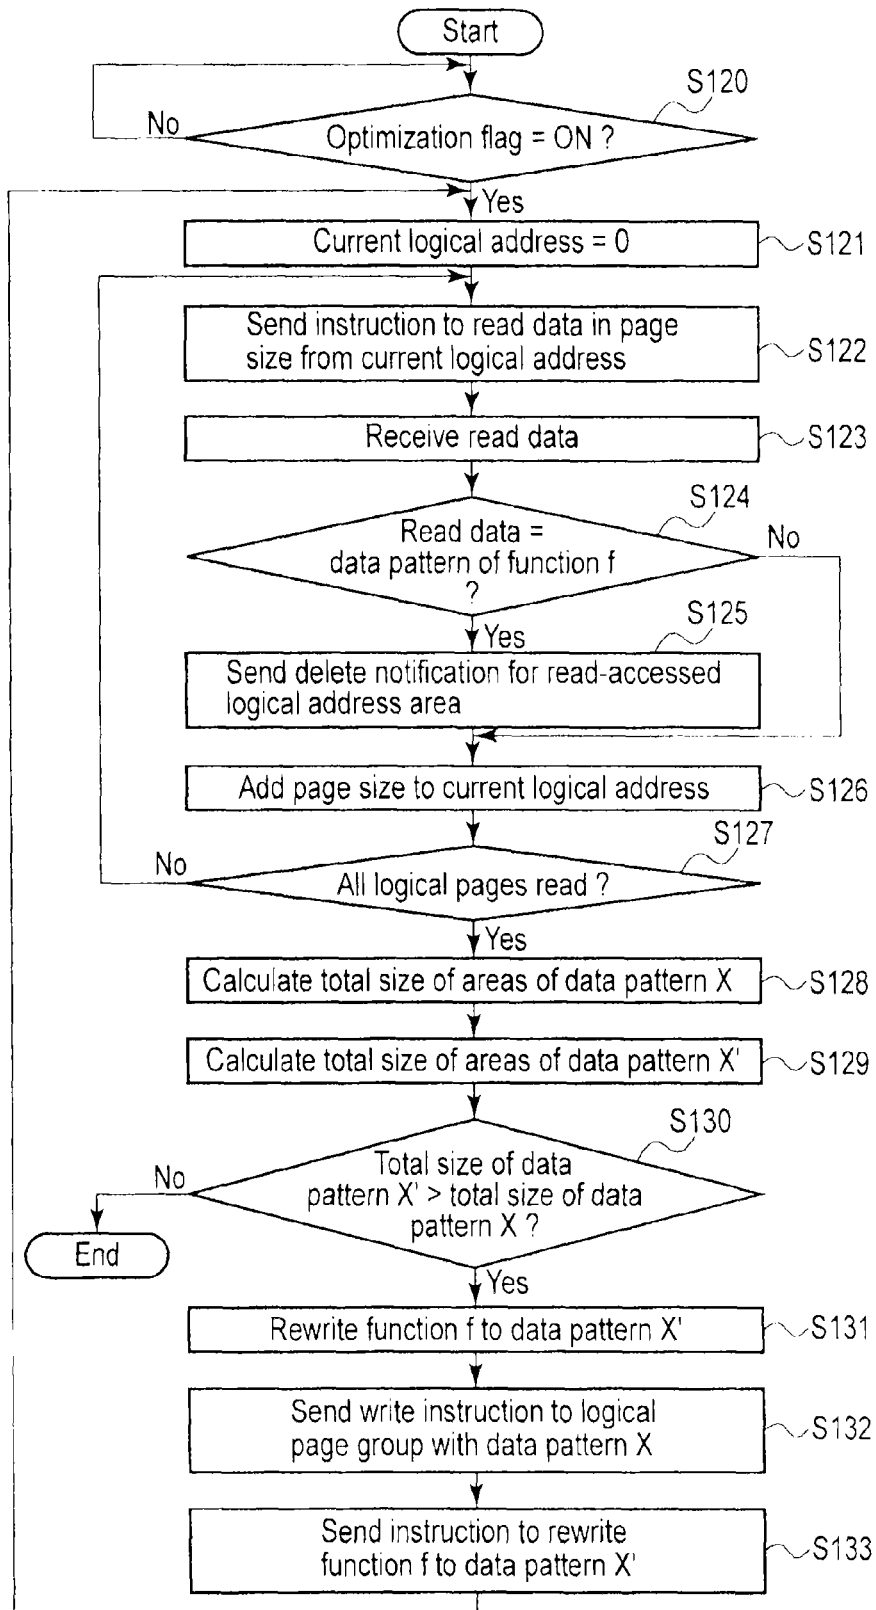 Start
S120
No
Optimization flag = ON ?
Yes
Current logical address = 0
S121
Send instruction to read data in page
size from current logical address
S122
Receive read data
S123
S124
Read data =
data pattern of function f
?
No
Yes
S125
Send delete notification for read-accessed
logical address area
Add page size to current logical address
S126
S127
No
All logical pages read ?
Yes
Calculate total size of areas of data pattern X
S128
Calculate total size of areas of data pattern X'
S129
S130
No
Total size of data
pattern X' > total size of data
pattern X ?
End
Yes
Rewrite function f to data pattern X'
S131
Send write instruction to logical
page group with data pattern X
S132
Send instruction to rewrite
function f to data pattern X'
S133